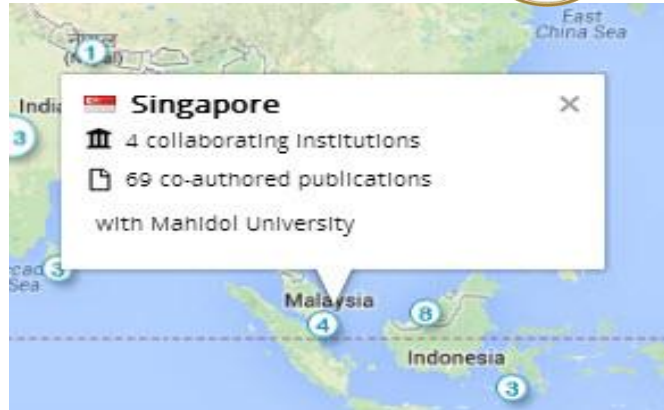 East
China Sea
1
India
3
Singapore
×
4 collaborating institutions
69 co-authored publications
with Mahidol University
3
Sea
Malaysia
4
8
Indonesia
3